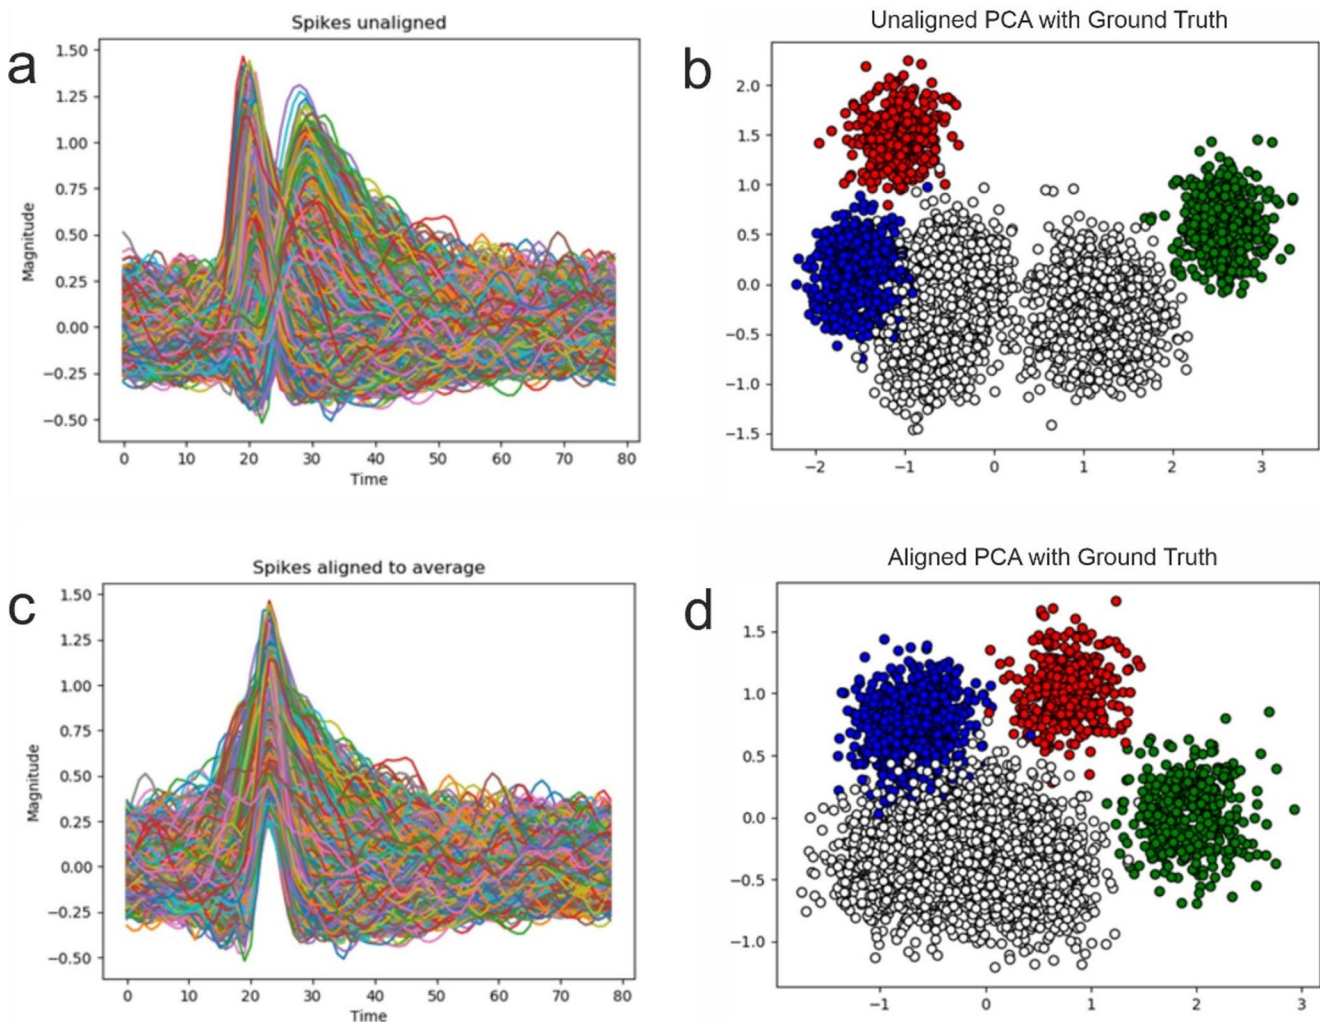 a
Spikes unaligned
Magnitude
1.50
1.25
1.00
0.75
0.50
0.25
0.00
−0.25
−0.50
0 10 20 30 40 50 60 70 80
Time
b
Unaligned PCA with Ground Truth
2.0
1.5
1.0
0.5
0.0
−0.5
−1.0
−1.5
−2 −1 0 1 2 3
c
Spikes aligned to average
Magnitude
1.50
1.25
1.00
0.75
0.50
0.25
0.00
−0.25
−0.50
0 10 20 30 40 50 60 70 80
Time
d
Aligned PCA with Ground Truth
1.5
1.0
0.5
0.0
−0.5
−1.0
−1 0 1 2 3